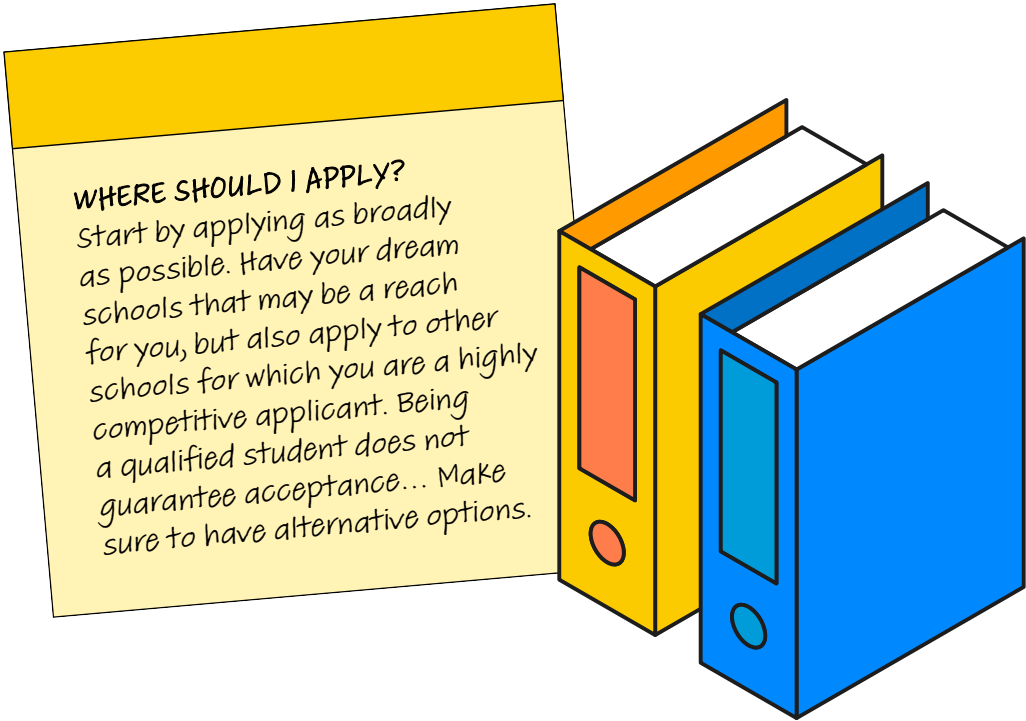 WHERE SHOULD I APPLY?
Start by applying as broadly
as possible. Have your dream
schools that may be a reach
for you, but also apply to other
schools for which you are a highly
competitive applicant. Being
a qualified student does not
guarantee acceptance... Make
sure to have alternative options.